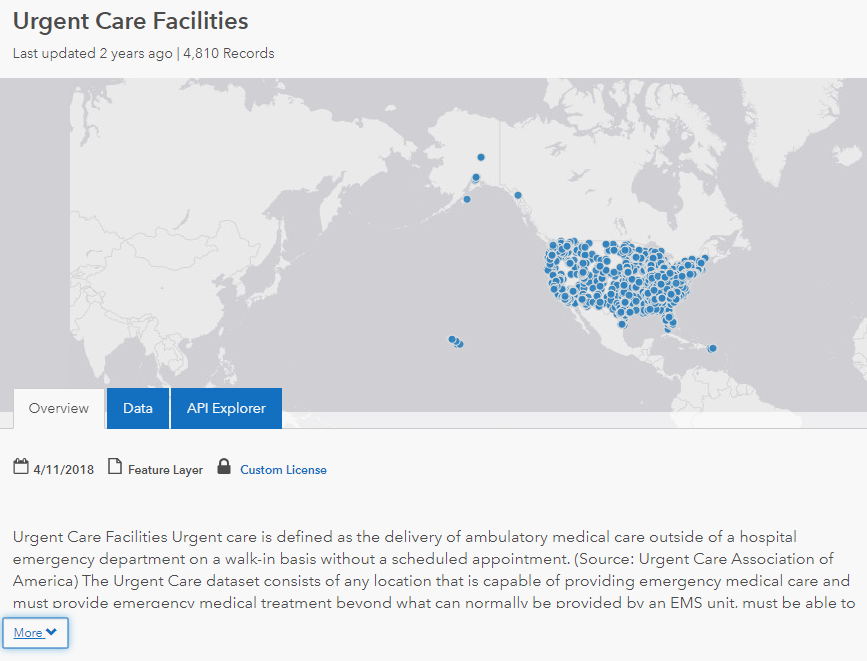 Urgent Care Facilities
Last updated 2 years ago | 4,810 Records
Overview
Data
API Explorer
4/11/2018
Feature Layer
Custom License
Urgent Care Facilities Urgent care is defined as the delivery of ambulatory medical care outside of a hospital
emergency department on a walk-in basis without a scheduled appointment. (Source: Urgent Care Association of
America) The Urgent Care dataset consists of any location that is capable of providing emergency medical care and
must provide emergency medical treatment beyond what can normally be provided by an EMS unit, must be able to
More